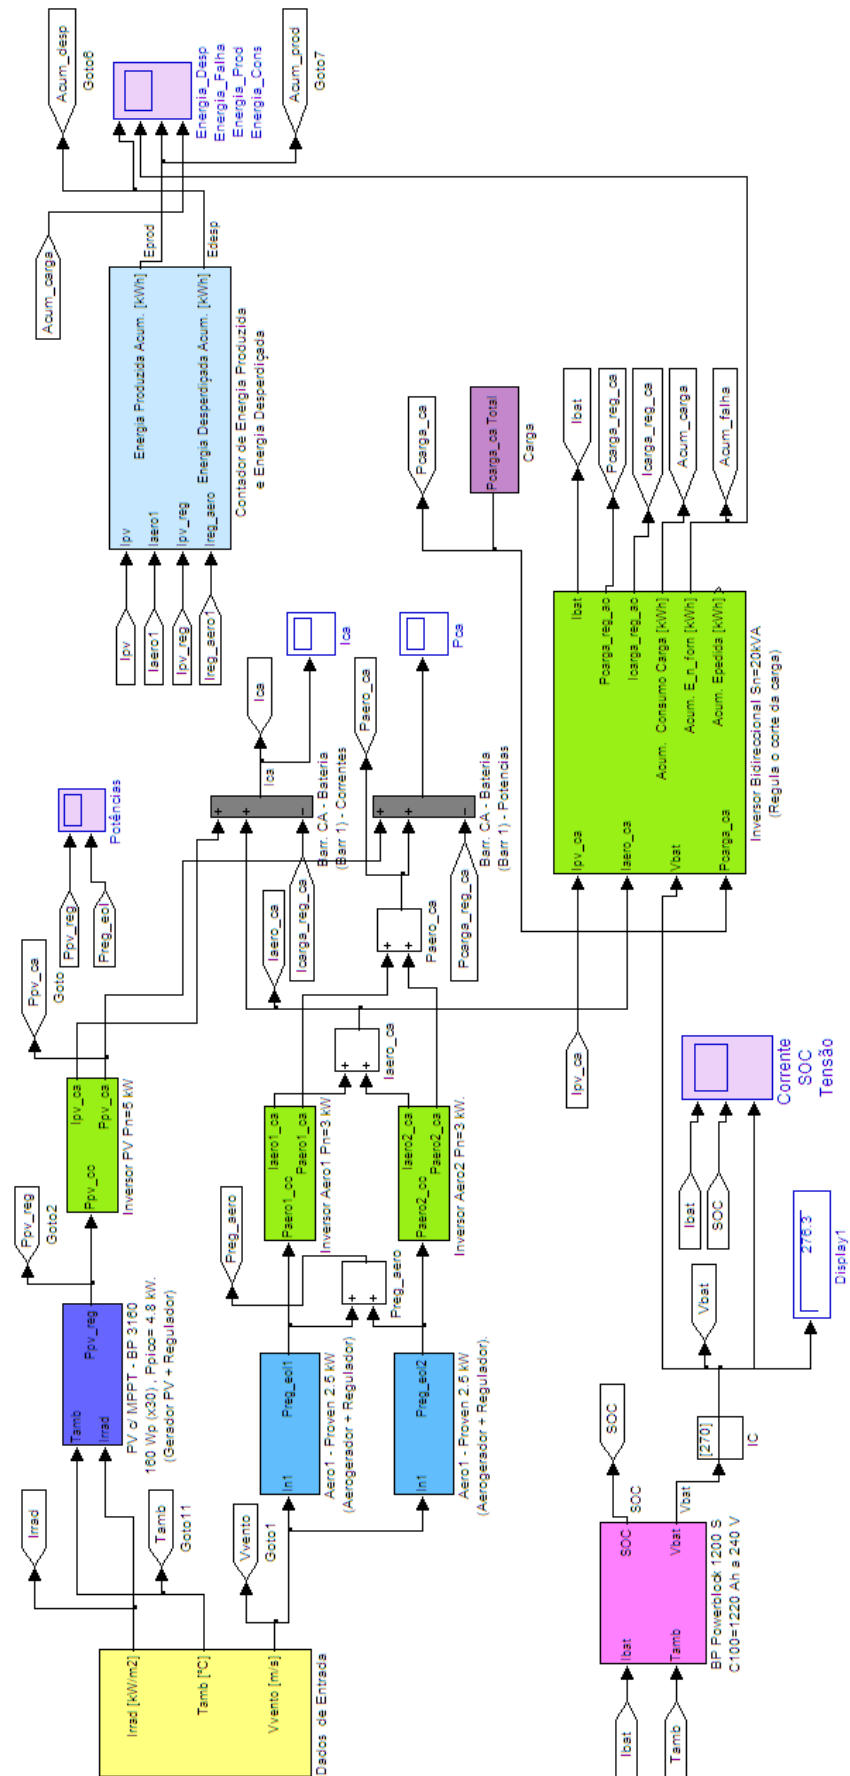 Irrad [kW/m2]
Tamb [ºC]
Vvento [m/s]
Dados de Entrada
Irrad
Tamb
Goto11
Vvento
Goto1
Tamb
Irrad
Ppv_reg
PV c/ MPPT - BP 3160
160 Wp (x30), Ppico= 4.8 kW.
(Gerador PV + Regulador)
Ppv_reg
Goto2
Ppv_cc
Ipv_ca
Ppv_ca
Inversor PV Pn=5 kW
Ppv_ca
Goto
Ppv_reg
Preg_eol
Potências
In1
Preg_eol1
Aero1 - Proven 2.5 kW
(Aerogerador + Regulador)
In1
Preg_eol2
Aero1 - Proven 2.5 kW
(Aerogerador + Regulador).
Preg_aero
Preg_aero
Paero1_cc
Iaero1_ca
Paero1_ca
Inversor Aero1 Pn=3 kW
Paero2_cc
Iaero2_ca
Paero2_ca
Inversor Aero2 Pn=3 kW.
Iaero_ca
Iaero_ca
Icarga_reg_ca
Paero_ca
Pcarga_reg_ca
Ica
Barr. CA - Bateria
(Barr 1) - Correntes
Ica
Ica
Paero_ca
Barr. CA - Bateria
(Barr 1) - Potencias
Pca
Ipv
Iaero1
Ipv_reg
Ireg_aero1
Ipv
Iaero1
Ipv_reg
Ireg_aero
Energia Produzida Acum. [kWh]
Energia Desperdiçada Acum. [kWh]
Contador de Energia Produzida
e Energia Desperdiçada
Eprod
Edesp
Acum_carga
Acum_desp
Goto6
Energia_Desp
Energia_Falha
Energia_Prod
Energia_Cons
Acum_prod
Goto7
Pcarga_ca
Pcarga_ca Total
Carga
Ipv_ca
Ipv_ca
Iaero_ca
Vbat
Pcarga_ca
Ibat
Pcarga_reg_ac
Icarga_reg_ac
Acum. Consumo Carga [kWh]
Acum. E_n_forn [kWh]
Acum. Epedida [kWh]
Inversor Bidireccional Sn=20kVA
(Regula o corte da carga)
Ibat
Pcarga_reg_ca
Icarga_reg_ca
Acum_carga
Acum_falha
Ibat
Tamb
Ibat
Tamb
SOC
Vbat
BP Powerblock 1200 S
C100=1220 Ah a 240 V
SOC
SOC
Vbat
[270]
IC
Vbat
276.3
Display1
Ibat
SOC
Corrente
SOC
Tensão